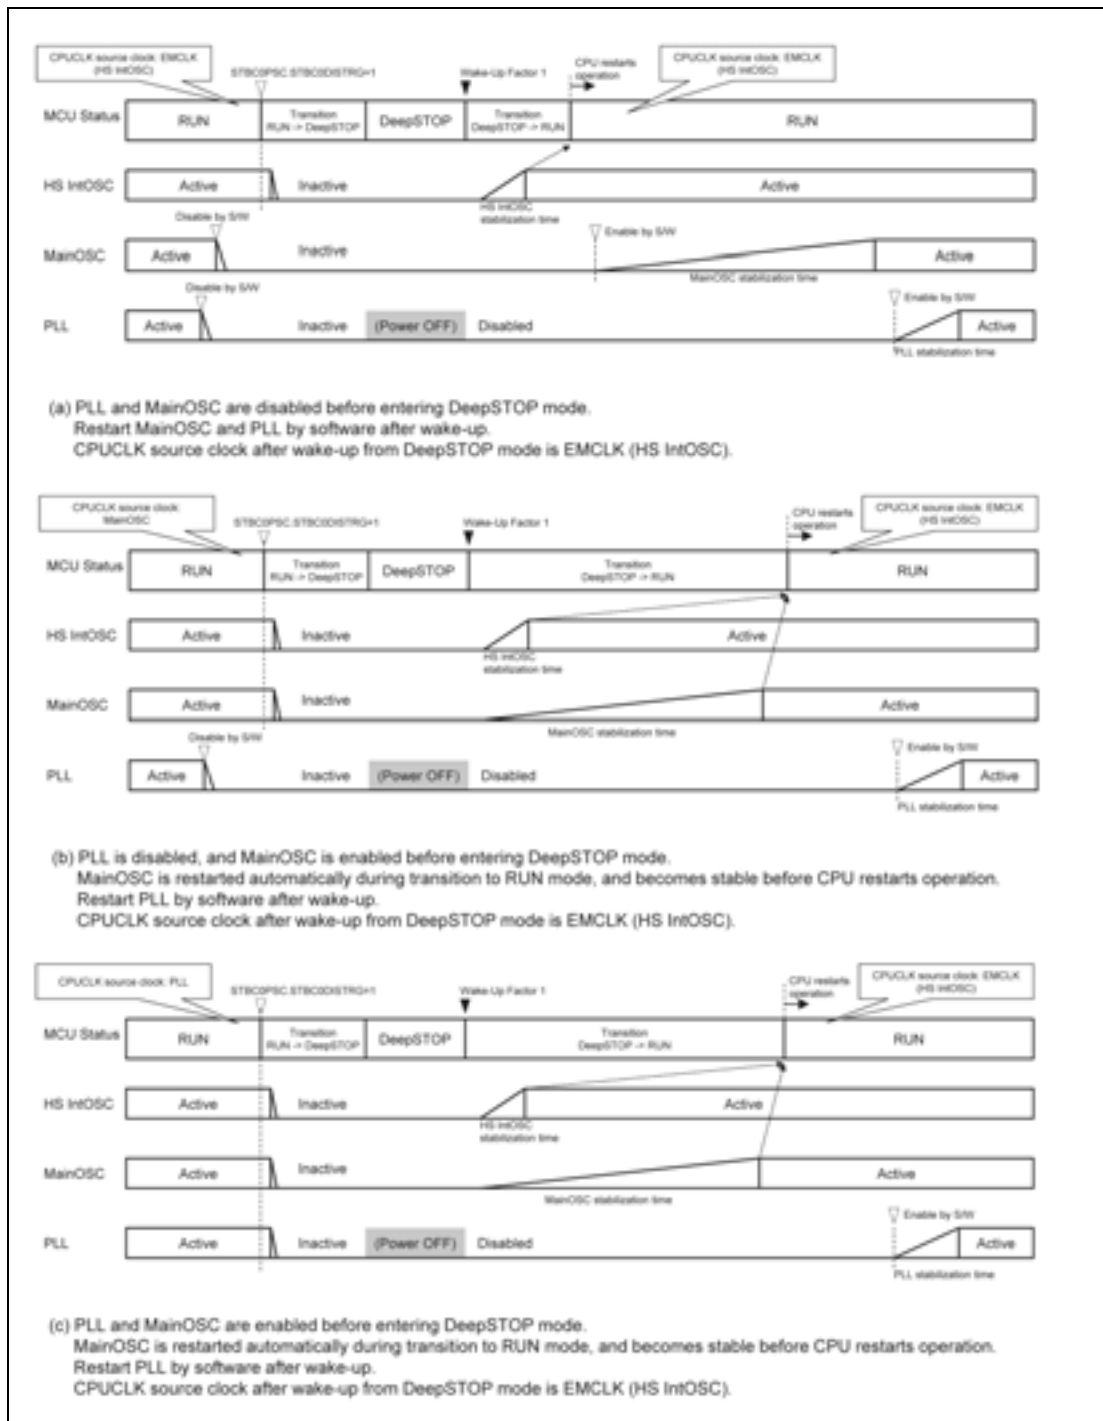 CPUCLK source clock: EMCLK
(HS IntOSC)
STBC0PSC.STBC0DISTRG=1
Wake-Up Factor 1
CPU restarts
operation
CPUCLK source clock: EMCLK
(HS IntOSC)
MCU Status
RUN
Transition
RUN -> DeepSTOP
DeepSTOP
Transition
DeepSTOP -> RUN
RUN
HS IntOSC
Active
Inactive
HS IntOSC
stabilization time
Active
Disable by S/W
Enable by S/W
MainOSC
Active
Inactive
MainOSC stabilization time
Active
Disable by S/W
Enable by S/W
PLL
Active
Inactive
(Power OFF)
Disabled
Active
PLL stabilization time
(a) PLL and MainOSC are disabled before entering DeepSTOP mode.
Restart MainOSC and PLL by software after wake-up.
CPUCLK source clock after wake-up from DeepSTOP mode is EMCLK (HS IntOSC).
CPUCLK source clock:
MainOSC
STBC0PSC.STBC0DISTRG=1
Wake-Up Factor 1
CPU restarts
operation
CPUCLK source clock: EMCLK
(HS IntOSC)
MCU Status
RUN
Transition
RUN -> DeepSTOP
DeepSTOP
Transition
DeepSTOP -> RUN
RUN
HS IntOSC
Active
Inactive
HS IntOSC
stabilization time
Active
MainOSC
Active
Inactive
MainOSC stabilization time
Active
Disable by S/W
Enable by S/W
PLL
Active
Inactive
(Power OFF)
Disabled
Active
PLL stabilization time
(b) PLL is disabled, and MainOSC is enabled before entering DeepSTOP mode.
MainOSC is restarted automatically during transition to RUN mode, and becomes stable before CPU restarts operation.
Restart PLL by software after wake-up.
CPUCLK source clock after wake-up from DeepSTOP mode is EMCLK (HS IntOSC).
CPUCLK source clock: PLL
STBC0PSC.STBC0DISTRG=1
Wake-Up Factor 1
CPU restarts
operation
CPUCLK source clock: EMCLK
(HS IntOSC)
MCU Status
RUN
Transition
RUN -> DeepSTOP
DeepSTOP
Transition
DeepSTOP -> RUN
RUN
HS IntOSC
Active
Inactive
HS IntOSC
stabilization time
Active
MainOSC
Active
Inactive
MainOSC stabilization time
Active
Enable by S/W
PLL
Active
Inactive
(Power OFF)
Disabled
Active
PLL stabilization time
(c) PLL and MainOSC are enabled before entering DeepSTOP mode.
MainOSC is restarted automatically during transition to RUN mode, and becomes stable before CPU restarts operation.
Restart PLL by software after wake-up.
CPUCLK source clock after wake-up from DeepSTOP mode is EMCLK (HS IntOSC).